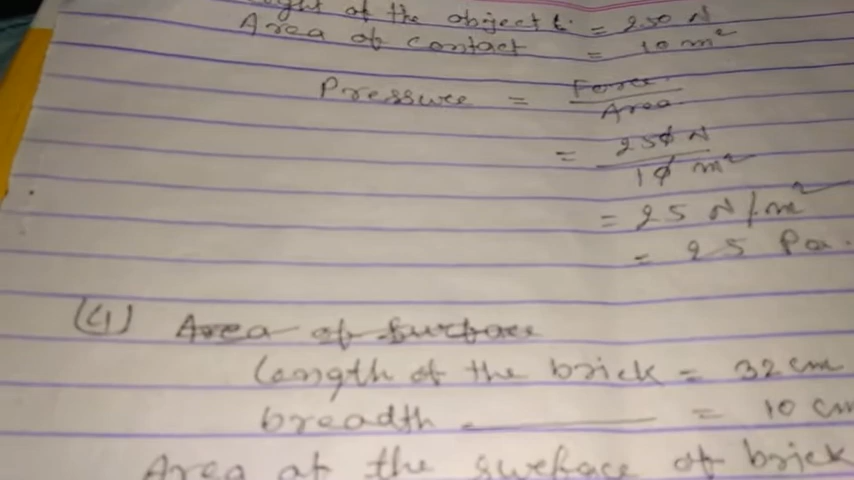 of the object = 250 N
Area of contact = 10 m²
Pressure = Force / Area
= 250 N / 10 m²
= 25 N/m²
= 25 Pa.
(4) Area of surface
Length of the brick = 32 cm
breadth = 10 cm
Area of the surface of brick